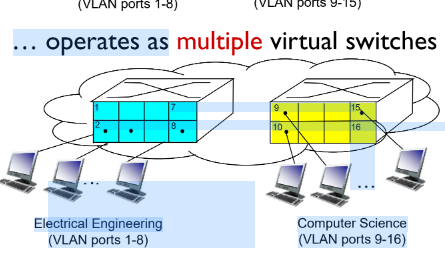 (VLAN ports 1-8) (VLAN ports 9-15)
… operates as multiple virtual switches
1 7 9 15
2 8 10 16
... ...
Electrical Engineering Computer Science
(VLAN ports 1-8) (VLAN ports 9-16)